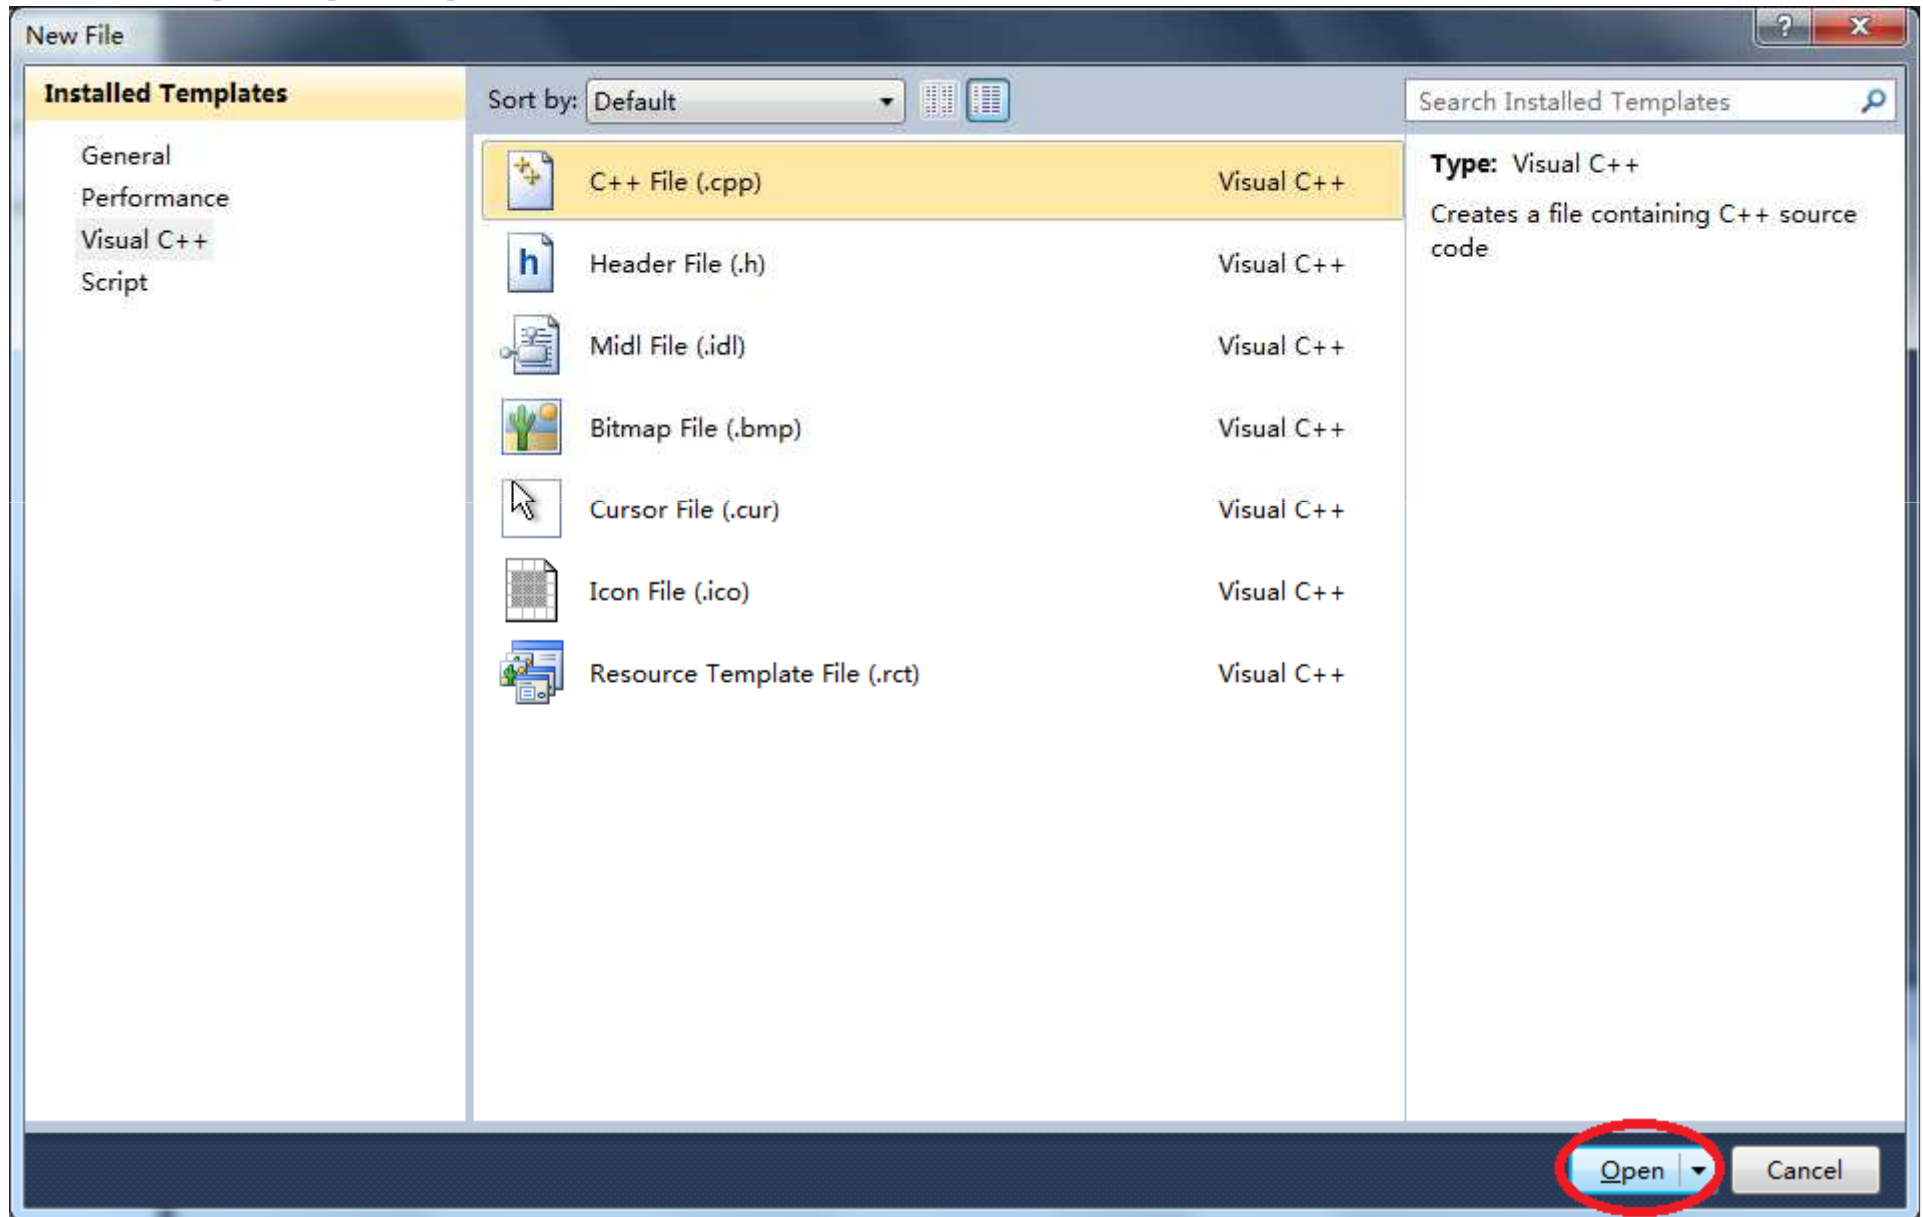 New File
?
X
Installed Templates
General
Performance
Visual C++
Script
Sort by: Default
C++ File (.cpp) Visual C++
h Header File (.h) Visual C++
Midl File (.idl) Visual C++
Bitmap File (.bmp) Visual C++
Cursor File (.cur) Visual C++
Icon File (.ico) Visual C++
Resource Template File (.rct) Visual C++
Search Installed Templates
Type: Visual C++
Creates a file containing C++ source
code
Open
Cancel